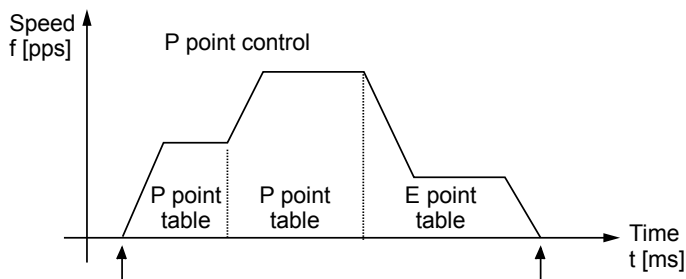 Speed
f [pps]
P point control
P point
table
P point
table
E point
table
Time
t [ms]